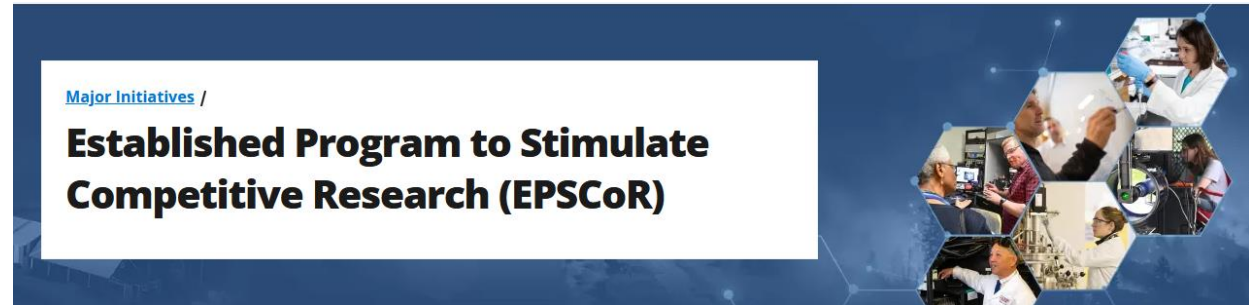 Major Initiatives /
Established Program to Stimulate
Competitive Research (EPSCoR)